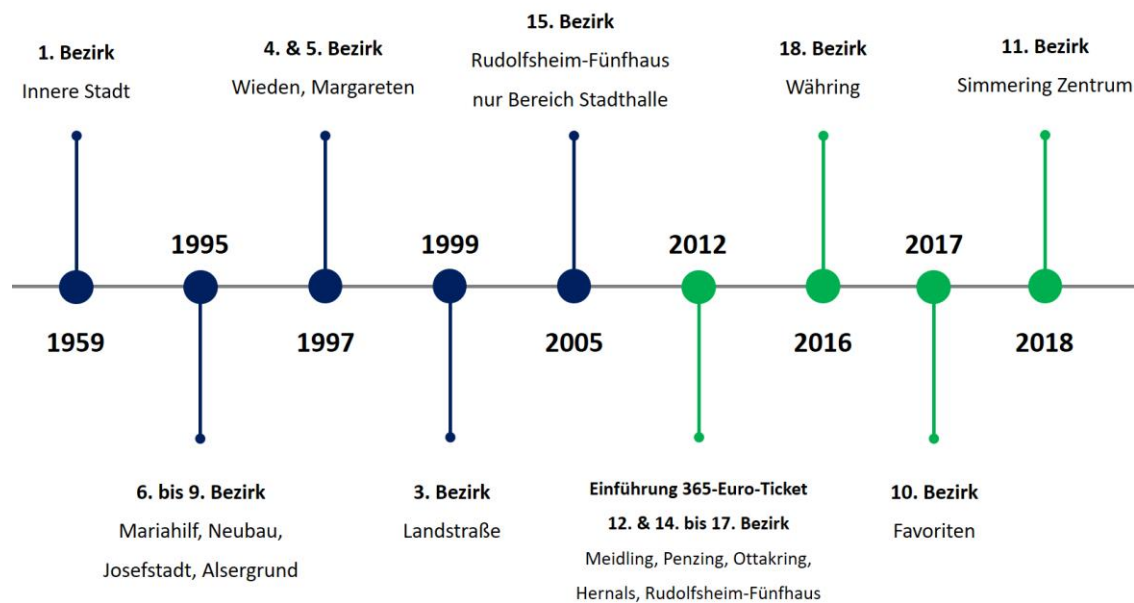 1. Bezirk
Innere Stadt
4. & 5. Bezirk
Wieden, Margareten
15. Bezirk
Rudolfsheim-Fünfhaus
nur Bereich Stadthalle
18. Bezirk
Währing
11. Bezirk
Simmering Zentrum
1959
1995
1997
1999
2005
2012
2016
2017
2018
6. bis 9. Bezirk
Mariahilf, Neubau,
Josefstadt, Alsergrund
3. Bezirk
Landstraße
Einführung 365-Euro-Ticket
12. & 14. bis 17. Bezirk
Meidling, Penzing, Ottakring,
Hernals, Rudolfsheim-Fünfhaus
10. Bezirk
Favoriten